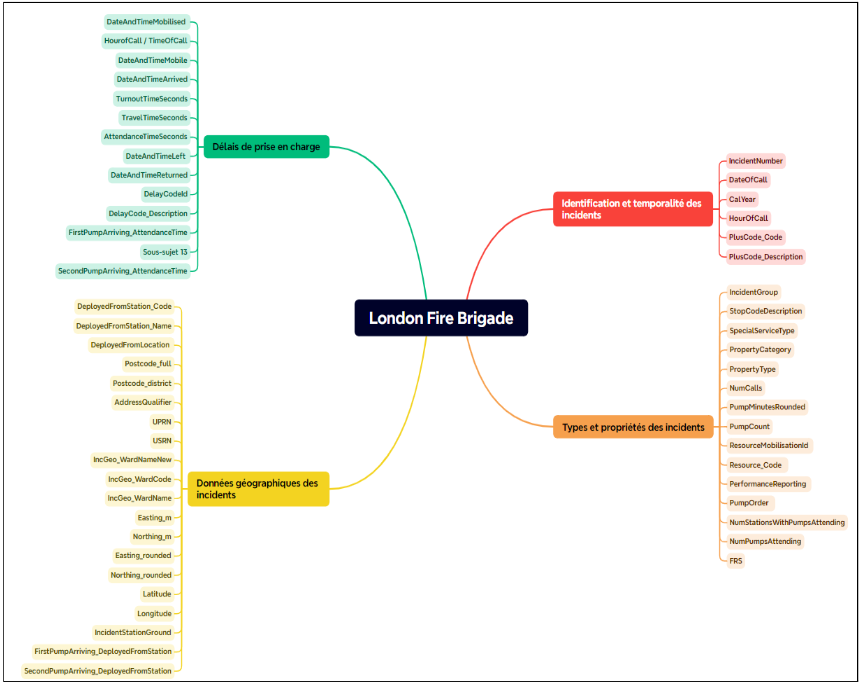 London Fire Brigade
Délais de prise en charge
DateAndTimeMobilised
HourofCall / TimeOfCall
DateAndTimeMobile
DateAndTimeArrived
TurnoutTimeSeconds
TravelTimeSeconds
AttendanceTimeSeconds
DateAndTimeLeft
DateAndTimeReturned
DelayCodeId
DelayCode_Description
FirstPumpArriving_AttendanceTime
Sous-sujet 13
SecondPumpArriving_AttendanceTime
Données géographiques des
incidents
DeployedFromStation_Code
DeployedFromStation_Name
DeployedFromLocation
Postcode_full
Postcode_district
AddressQualifier
UPRN
USRN
IncGeo_WardNameNew
IncGeo_WardCode
IncGeo_WardName
Easting_m
Northing_m
Easting_rounded
Northing_rounded
Latitude
Longitude
IncidentStationGround
FirstPumpArriving_DeployedFromStation
SecondPumpArriving_DeployedFromStation
Identification et temporalité des
incidents
IncidentNumber
DateOfCall
CalYear
HourOfCall
PlusCode_Code
PlusCode_Description
Types et propriétés des incidents
IncidentGroup
StopCodeDescription
SpecialServiceType
PropertyCategory
PropertyType
NumCalls
PumpMinutesRounded
PumpCount
ResourceMobilisationId
Resource_Code
PerformanceReporting
PumpOrder
NumStationsWithPumpsAttending
NumPumpsAttending
FRS